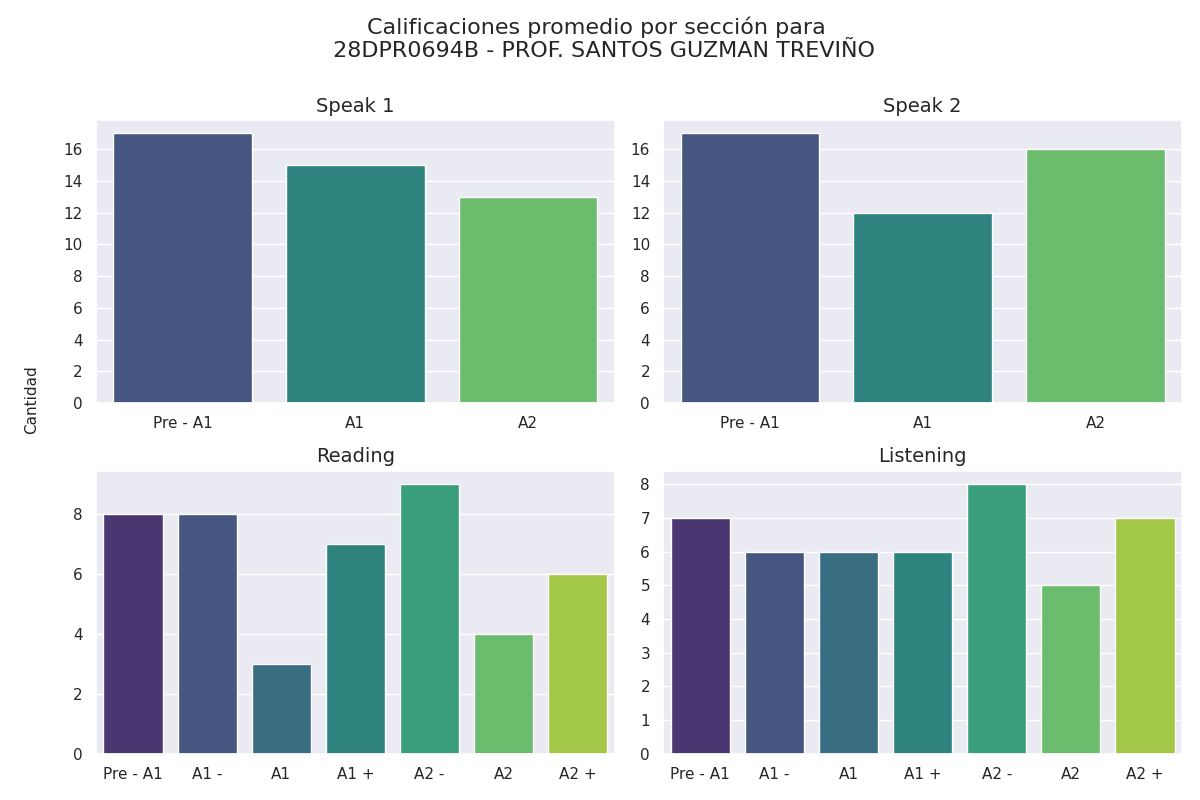 Calificaciones promedio por sección para
28DPR0694B - PROF. SANTOS GUZMAN TREVIÑO
Cantidad
Speak 1
16
14
12
10
8
6
4
2
0
Pre - A1 A1 A2
Speak 2
16
14
12
10
8
6
4
2
0
Pre - A1 A1 A2
Reading
8
6
4
2
0
Pre - A1 A1 - A1 A1 + A2 - A2 A2 +
Listening
8
7
6
5
4
3
2
1
0
Pre - A1 A1 - A1 A1 + A2 - A2 A2 +